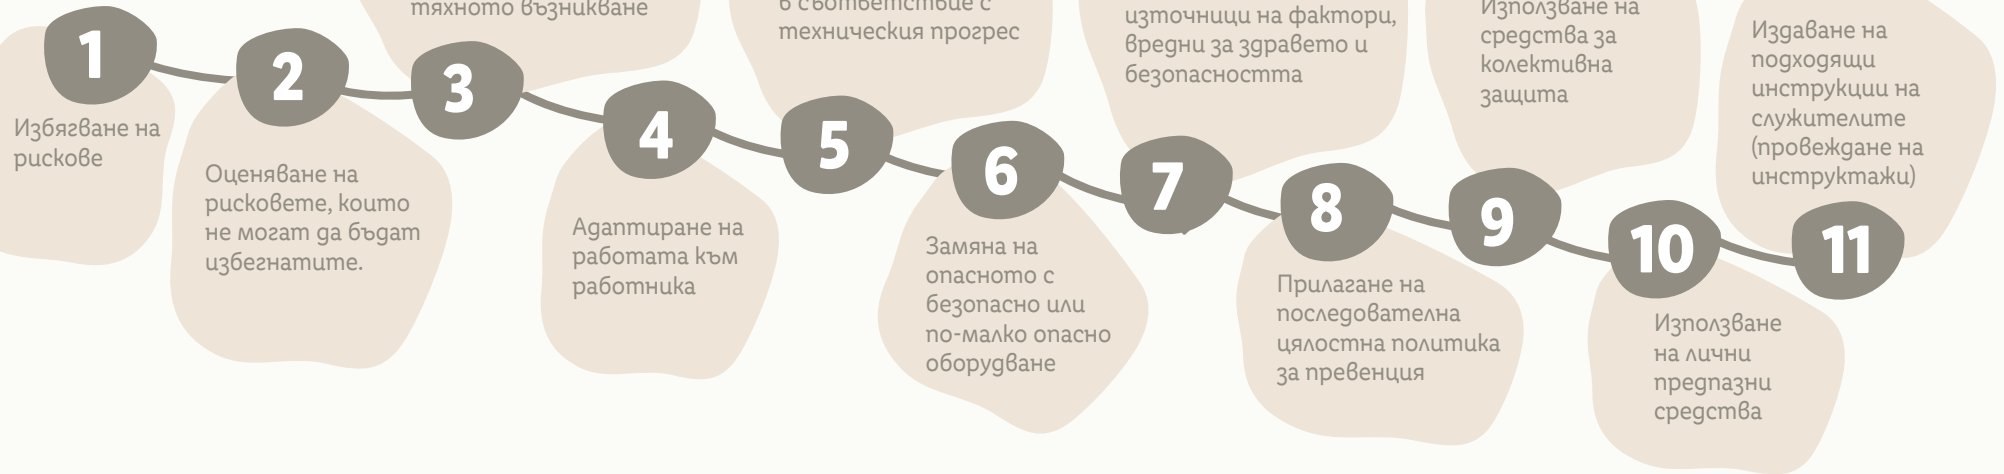 1
Избягване на
рискове
2
Оценяване на
рисковете, които
не могат да бъдат
избегнатите.
тяхното възникване
3
4
Адаптиране на
работата към
работника
в съответствие с
техническия прогрес
5
6
Замяна на
опасното с
безопасно или
по-малко опасно
оборудване
източници на фактори,
вредни за здравето и
безопасността
7
8
Прилагане на
последователна
цялостна политика
за превенция
Използване на
средства за
колективна
защита
9
10
Използване
на лични
предпазни
средства
Издаване на
подходящи
инструкции на
служителите
(провеждане на
инструктажи)
11